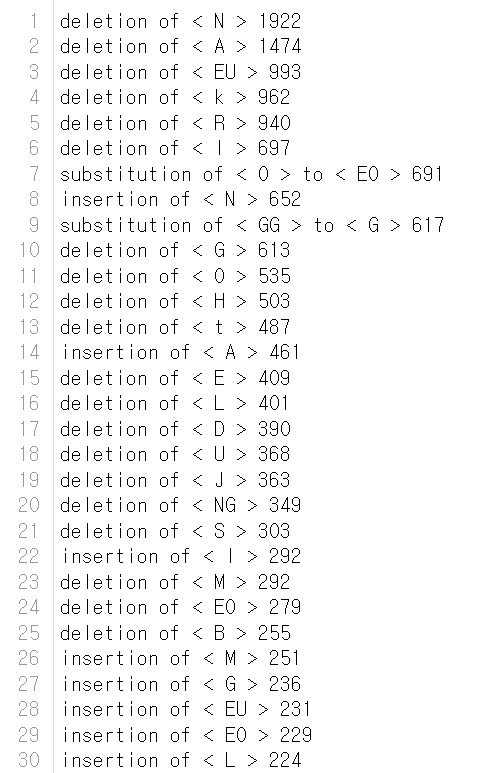 1 deletion of < N > 1922
2 deletion of < A > 1474
3 deletion of < EU > 993
4 deletion of < k > 962
5 deletion of < R > 940
6 deletion of < I > 697
7 substitution of < O > to < EO > 691
8 insertion of < N > 652
9 substitution of < GG > to < G > 617
10 deletion of < G > 613
11 deletion of < O > 535
12 deletion of < H > 503
13 deletion of < t > 487
14 insertion of < A > 461
15 deletion of < E > 409
16 deletion of < L > 401
17 deletion of < D > 390
18 deletion of < U > 368
19 deletion of < J > 363
20 deletion of < NG > 349
21 deletion of < S > 303
22 insertion of < I > 292
23 deletion of < M > 292
24 deletion of < EO > 279
25 deletion of < B > 255
26 insertion of < M > 251
27 insertion of < G > 236
28 insertion of < EU > 231
29 insertion of < EO > 229
30 insertion of < L > 224